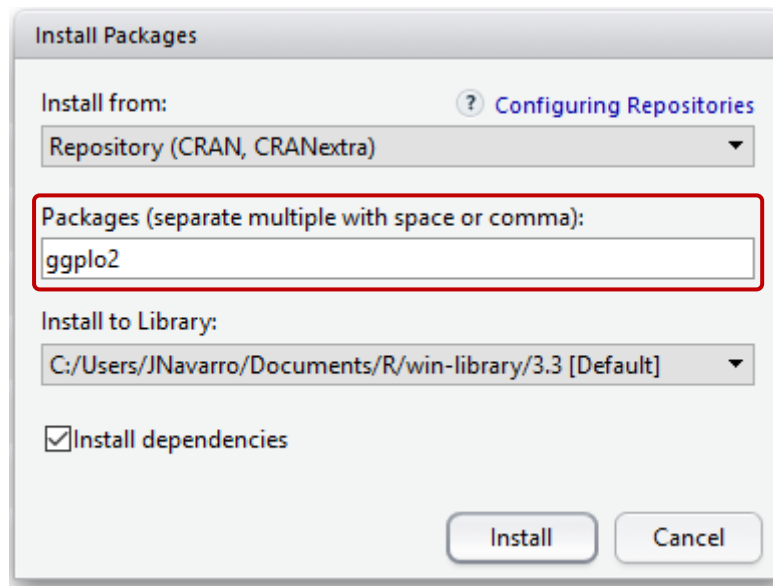 Install Packages
Install from:
? Configuring Repositories
Repository (CRAN, CRANextra)
Packages (separate multiple with space or comma):
ggplo2
Install to Library:
C:/Users/JNavarro/Documents/R/win-library/3.3 [Default]
Install dependencies
Install
Cancel